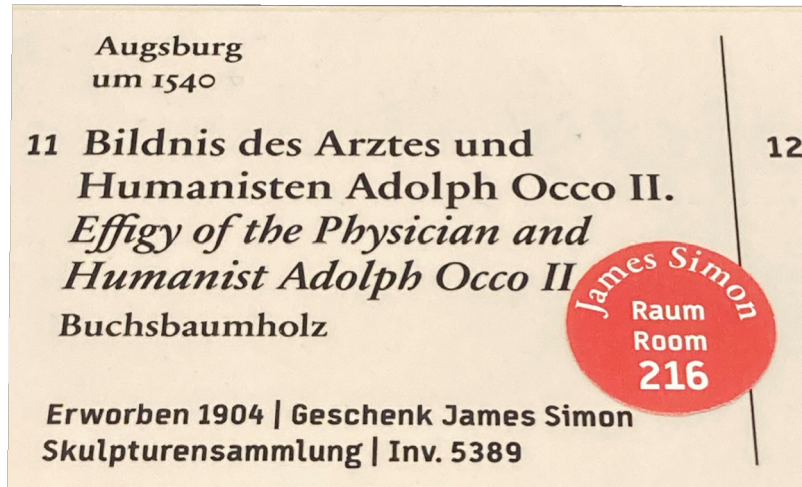 Augsburg
um 1540
11 Bildnis des Arztes und
Humanisten Adolph Occo II.
Effigy of the Physician and
Humanist Adolph Occo II
Buchsbaumholz
Erworben 1904 | Geschenk James Simon
Skulpturensammlung | Inv. 5389
James Simon
Raum
Room
216
12